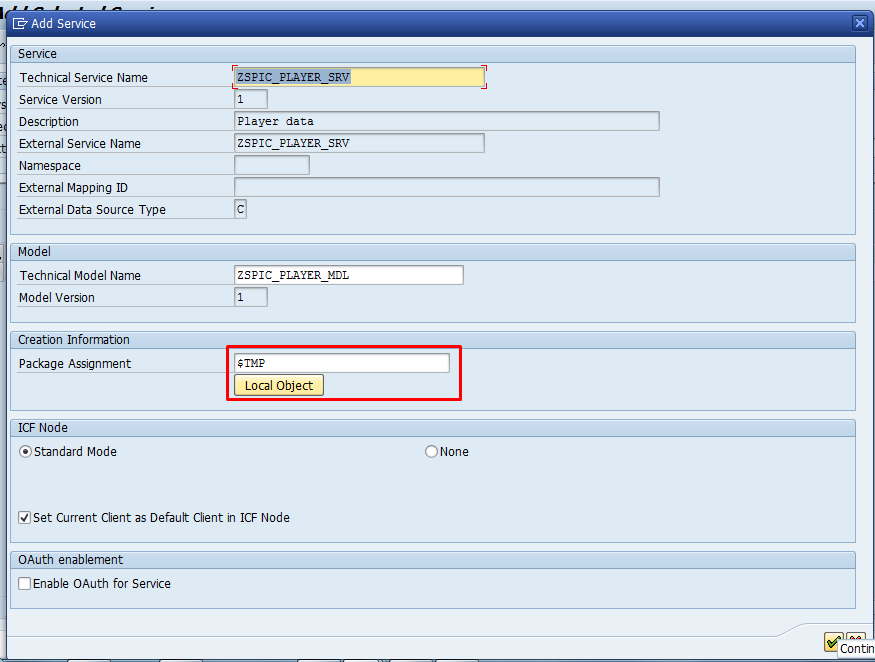 Add Service
Service
Technical Service Name ZSPIC_PLAYER_SRV
Service Version 1
Description Player data
External Service Name ZSPIC_PLAYER_SRV
Namespace
External Mapping ID
External Data Source Type C
Model
Technical Model Name ZSPIC_PLAYER_MDL
Model Version 1
Creation Information
Package Assignment $TMP
Local Object
ICF Node
Standard Mode None
Set Current Client as Default Client in ICF Node
OAuth enablement
Enable OAuth for Service
Contin